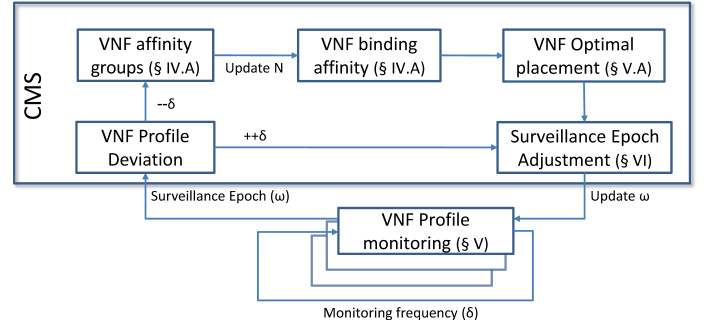 VNF affinity
groups (§ IV.A)
Update N
VNF binding
affinity (§ IV.A)
VNF Optimal
placement (§ V.A)
CMS
--δ
VNF Profile
Deviation
++δ
Surveillance Epoch
Adjustment (§ VI)
Surveillance Epoch (ω)
Update ω
VNF Profile
monitoring (§ V)
Monitoring frequency (δ)